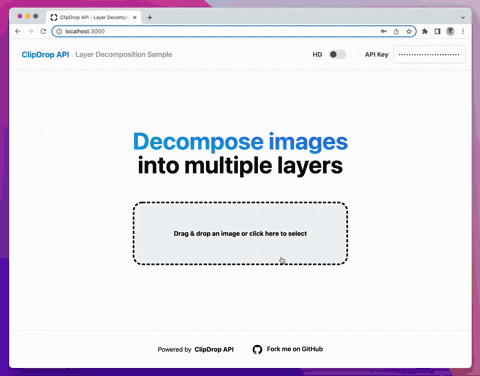 ClipDrop API - Layer Decompo
localhost:3000
ClipDrop API Layer Decomposition Sample HD API Key
Decompose images
into multiple layers
Drag & drop an image or click here to select
Powered by ClipDrop API Fork me on GitHub